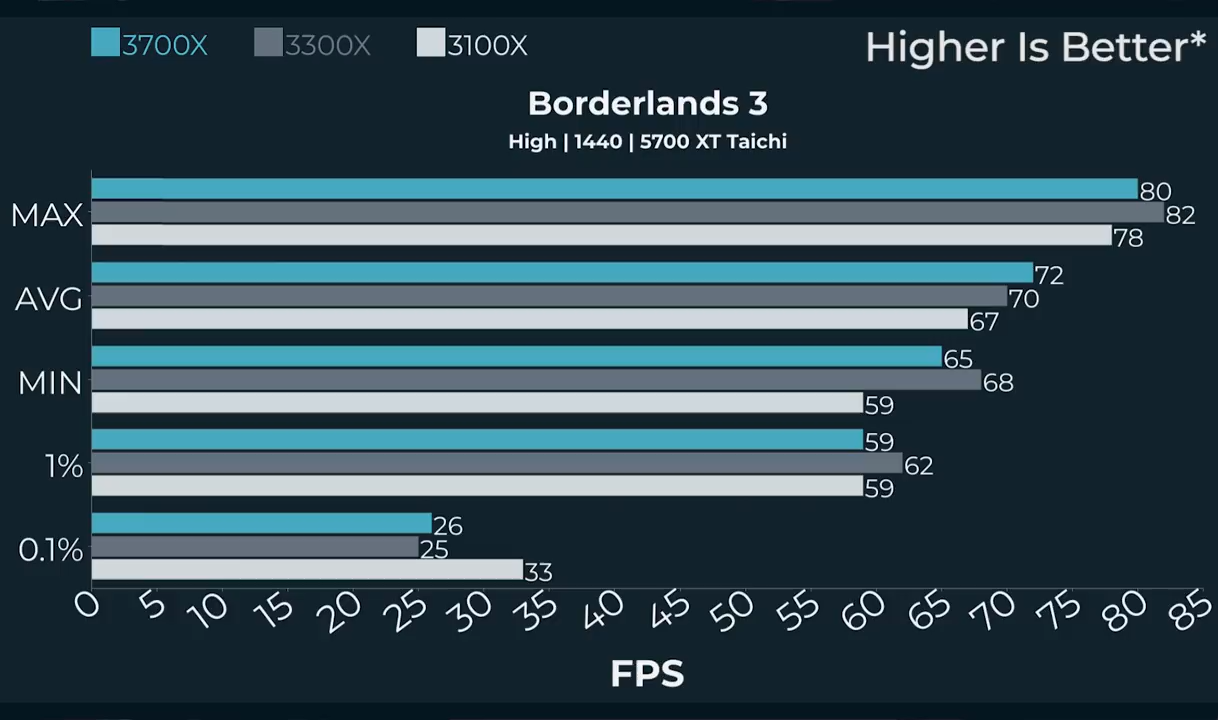 3700X 3300X 3100X Higher Is Better*
Borderlands 3
High | 1440 | 5700 XT Taichi
80
MAX 82
78
72
AVG 70
67
65
MIN 68
59
59
1% 62
59
26
0.1% 25
33
0 5 10 15 20 25 30 35 40 45 50 55 60 65 70 75 80 85
FPS